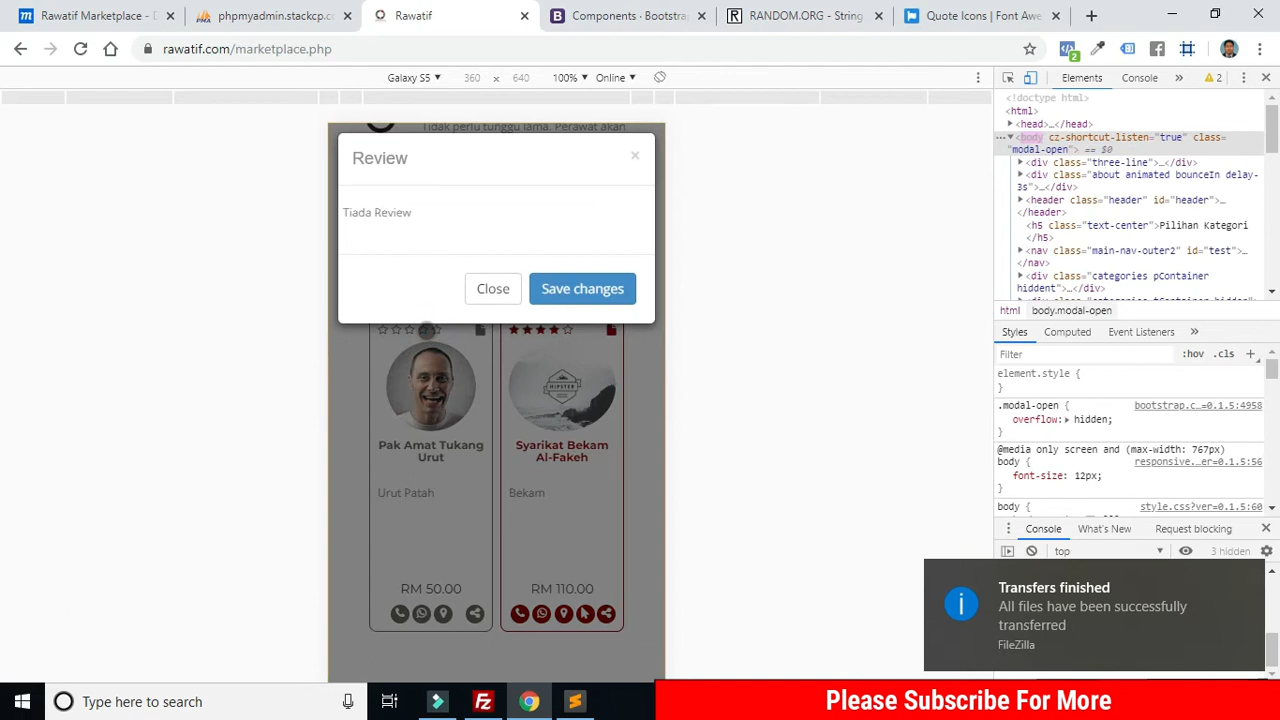 Rawatif Marketplace - D
phpmyadmin.stackcp.co
Rawatif
Components · Bootstra
RANDOM.ORG - String
Quote Icons | Font Awe
rawatif.com/marketplace.php
2
Galaxy S5 ▼ 360 × 640 100% ▼ Online ▼
Elements Console » 2
<!doctype html>
<html>
<head>…</head>
<body cz-shortcut-listen="true" class=
"modal-open"> == $0
<div class="three-line">…</div>
<div class="about animated bounceIn delay-
3s">…</div>
<header class="header" id="header">…
</header>
<h5 class="text-center">Pilihan Kategori
</h5>
<nav class="main-nav-outer2" id="test">…
</nav>
<div class="categories pContainer
hiddent">…</div>
<div class="categories pContainer hiddent
html body.modal-open
Styles Computed Event Listeners »
Filter :hov .cls +
element.style {
}
.modal-open { bootstrap.c…=0.1.5:4958
overflow: hidden;
}
@media only screen and (max-width: 767px)
body { responsive.…er=0.1.5:56
font-size: 12px;
}
body { style.css?ver=0.1.5:60
Console What's New Request blocking
top 3 hidden
Tidak perlu tunggu lama. Perawat akan
Review ×
Tiada Review
Close Save changes
Pak Amat Tukang
Urut
Urut Patah
RM 50.00
HIPSTER
Syarikat Bekam
Al-Fakeh
Bekam
RM 110.00
Transfers finished
All files have been successfully
transferred
FileZilla
Type here to search
Please Subscribe For More